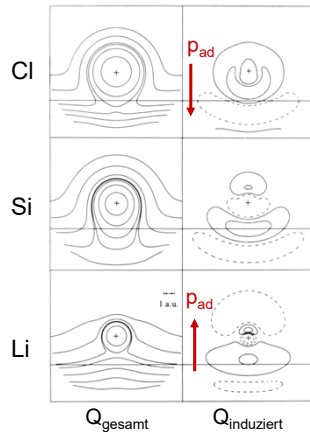 Cl
p_ad
Si
Li
1 a.u.
p_ad
Q_gesamt
Q_induziert